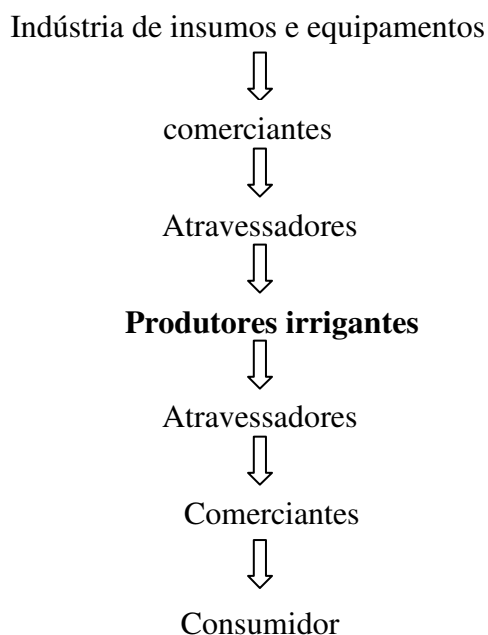 Indústria de insumos e equipamentos
comerciantes
Atravessadores
Produtores irrigantes
Atravessadores
Comerciantes
Consumidor